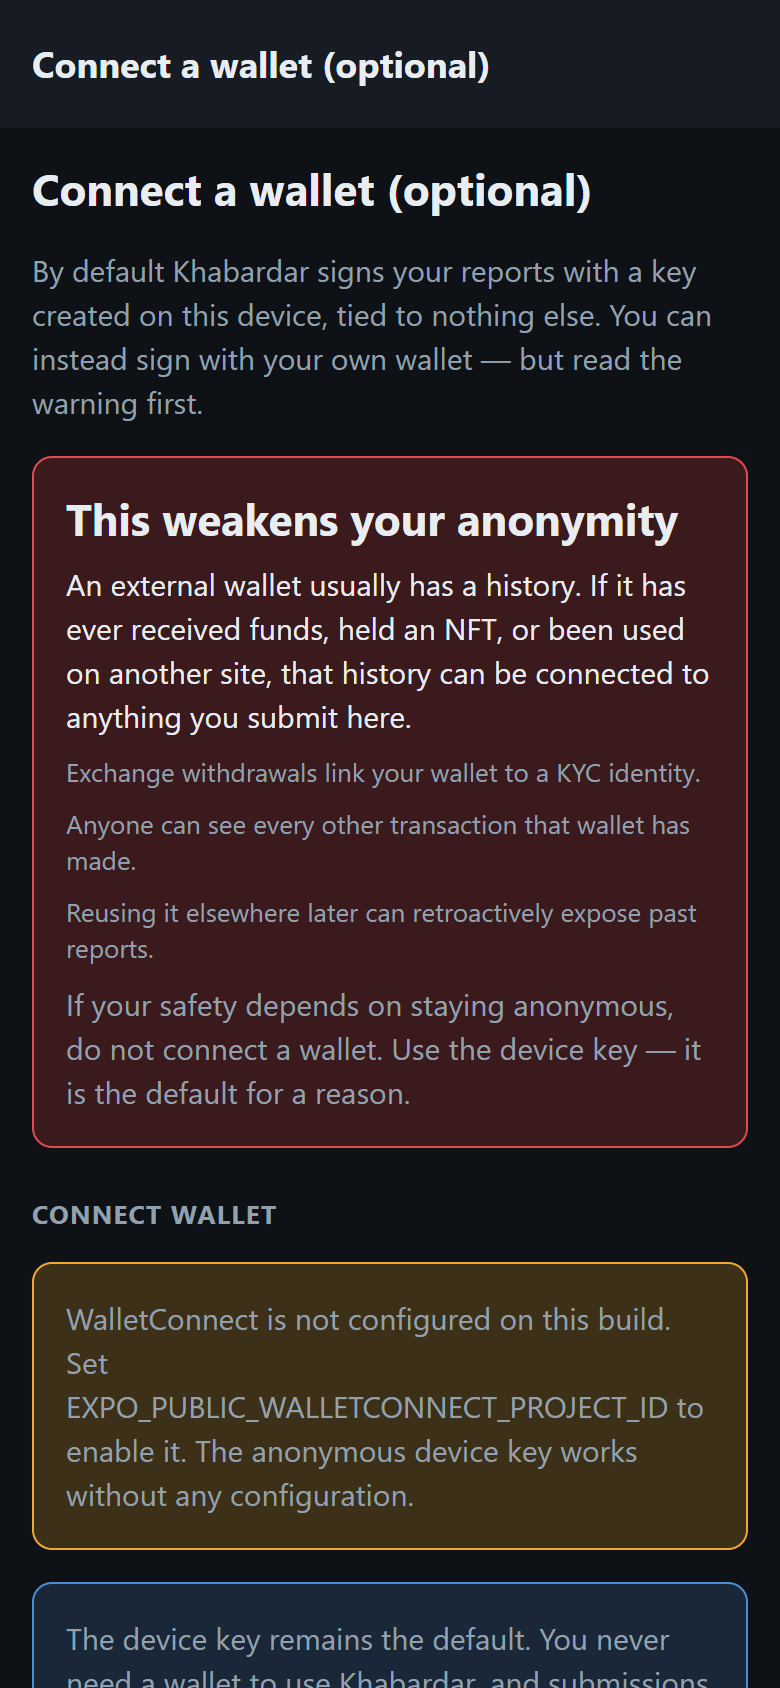 Connect a wallet (optional)
Connect a wallet (optional)
By default Khabardar signs your reports with a key
created on this device, tied to nothing else. You can
instead sign with your own wallet — but read the
warning first.
This weakens your anonymity
An external wallet usually has a history. If it has
ever received funds, held an NFT, or been used
on another site, that history can be connected to
anything you submit here.
Exchange withdrawals link your wallet to a KYC identity.
Anyone can see every other transaction that wallet has
made.
Reusing it elsewhere later can retroactively expose past
reports.
If your safety depends on staying anonymous,
do not connect a wallet. Use the device key — it
is the default for a reason.
CONNECT WALLET
WalletConnect is not configured on this build.
Set
EXPO_PUBLIC_WALLETCONNECT_PROJECT_ID to
enable it. The anonymous device key works
without any configuration.
The device key remains the default. You never
need a wallet to use Khabardar, and submissions